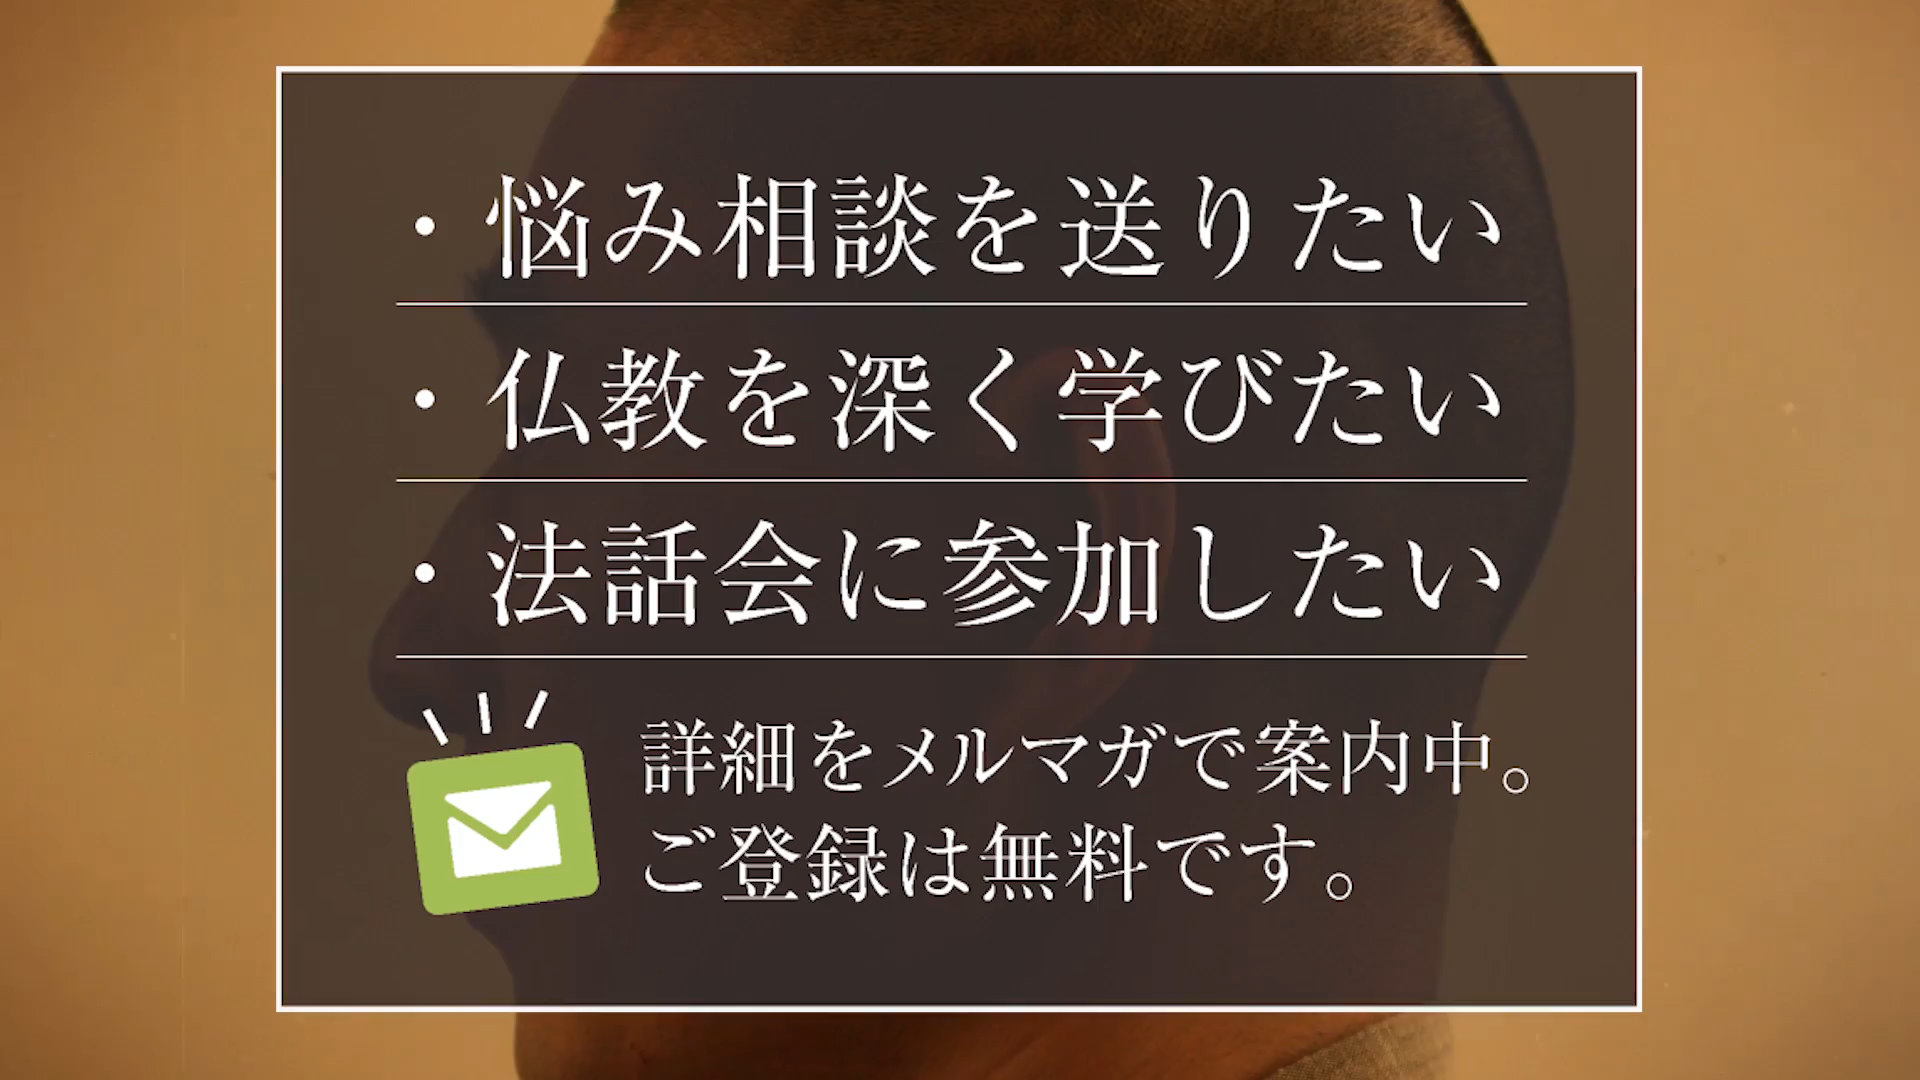 ・悩み相談を送りたい
・仏教を深く学びたい
・法話会に参加したい
詳細をメルマガで案内中。
ご登録は無料です。